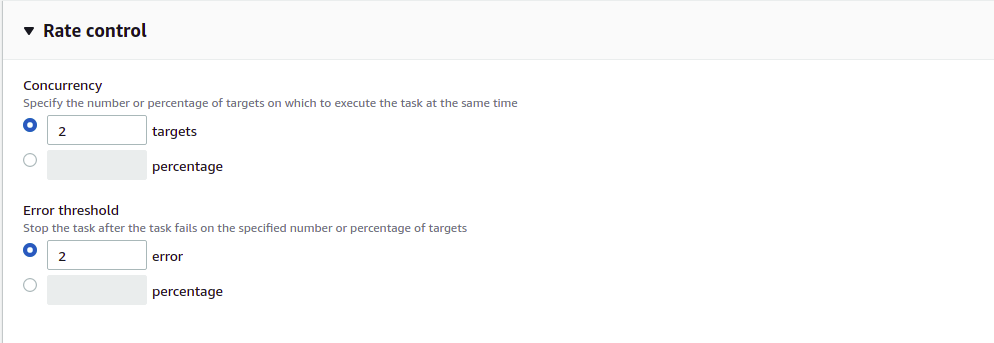 Rate control
Concurrency
Specify the number or percentage of targets on which to execute the task at the same time
2 targets
percentage
Error threshold
Stop the task after the task fails on the specified number or percentage of targets
2 error
percentage